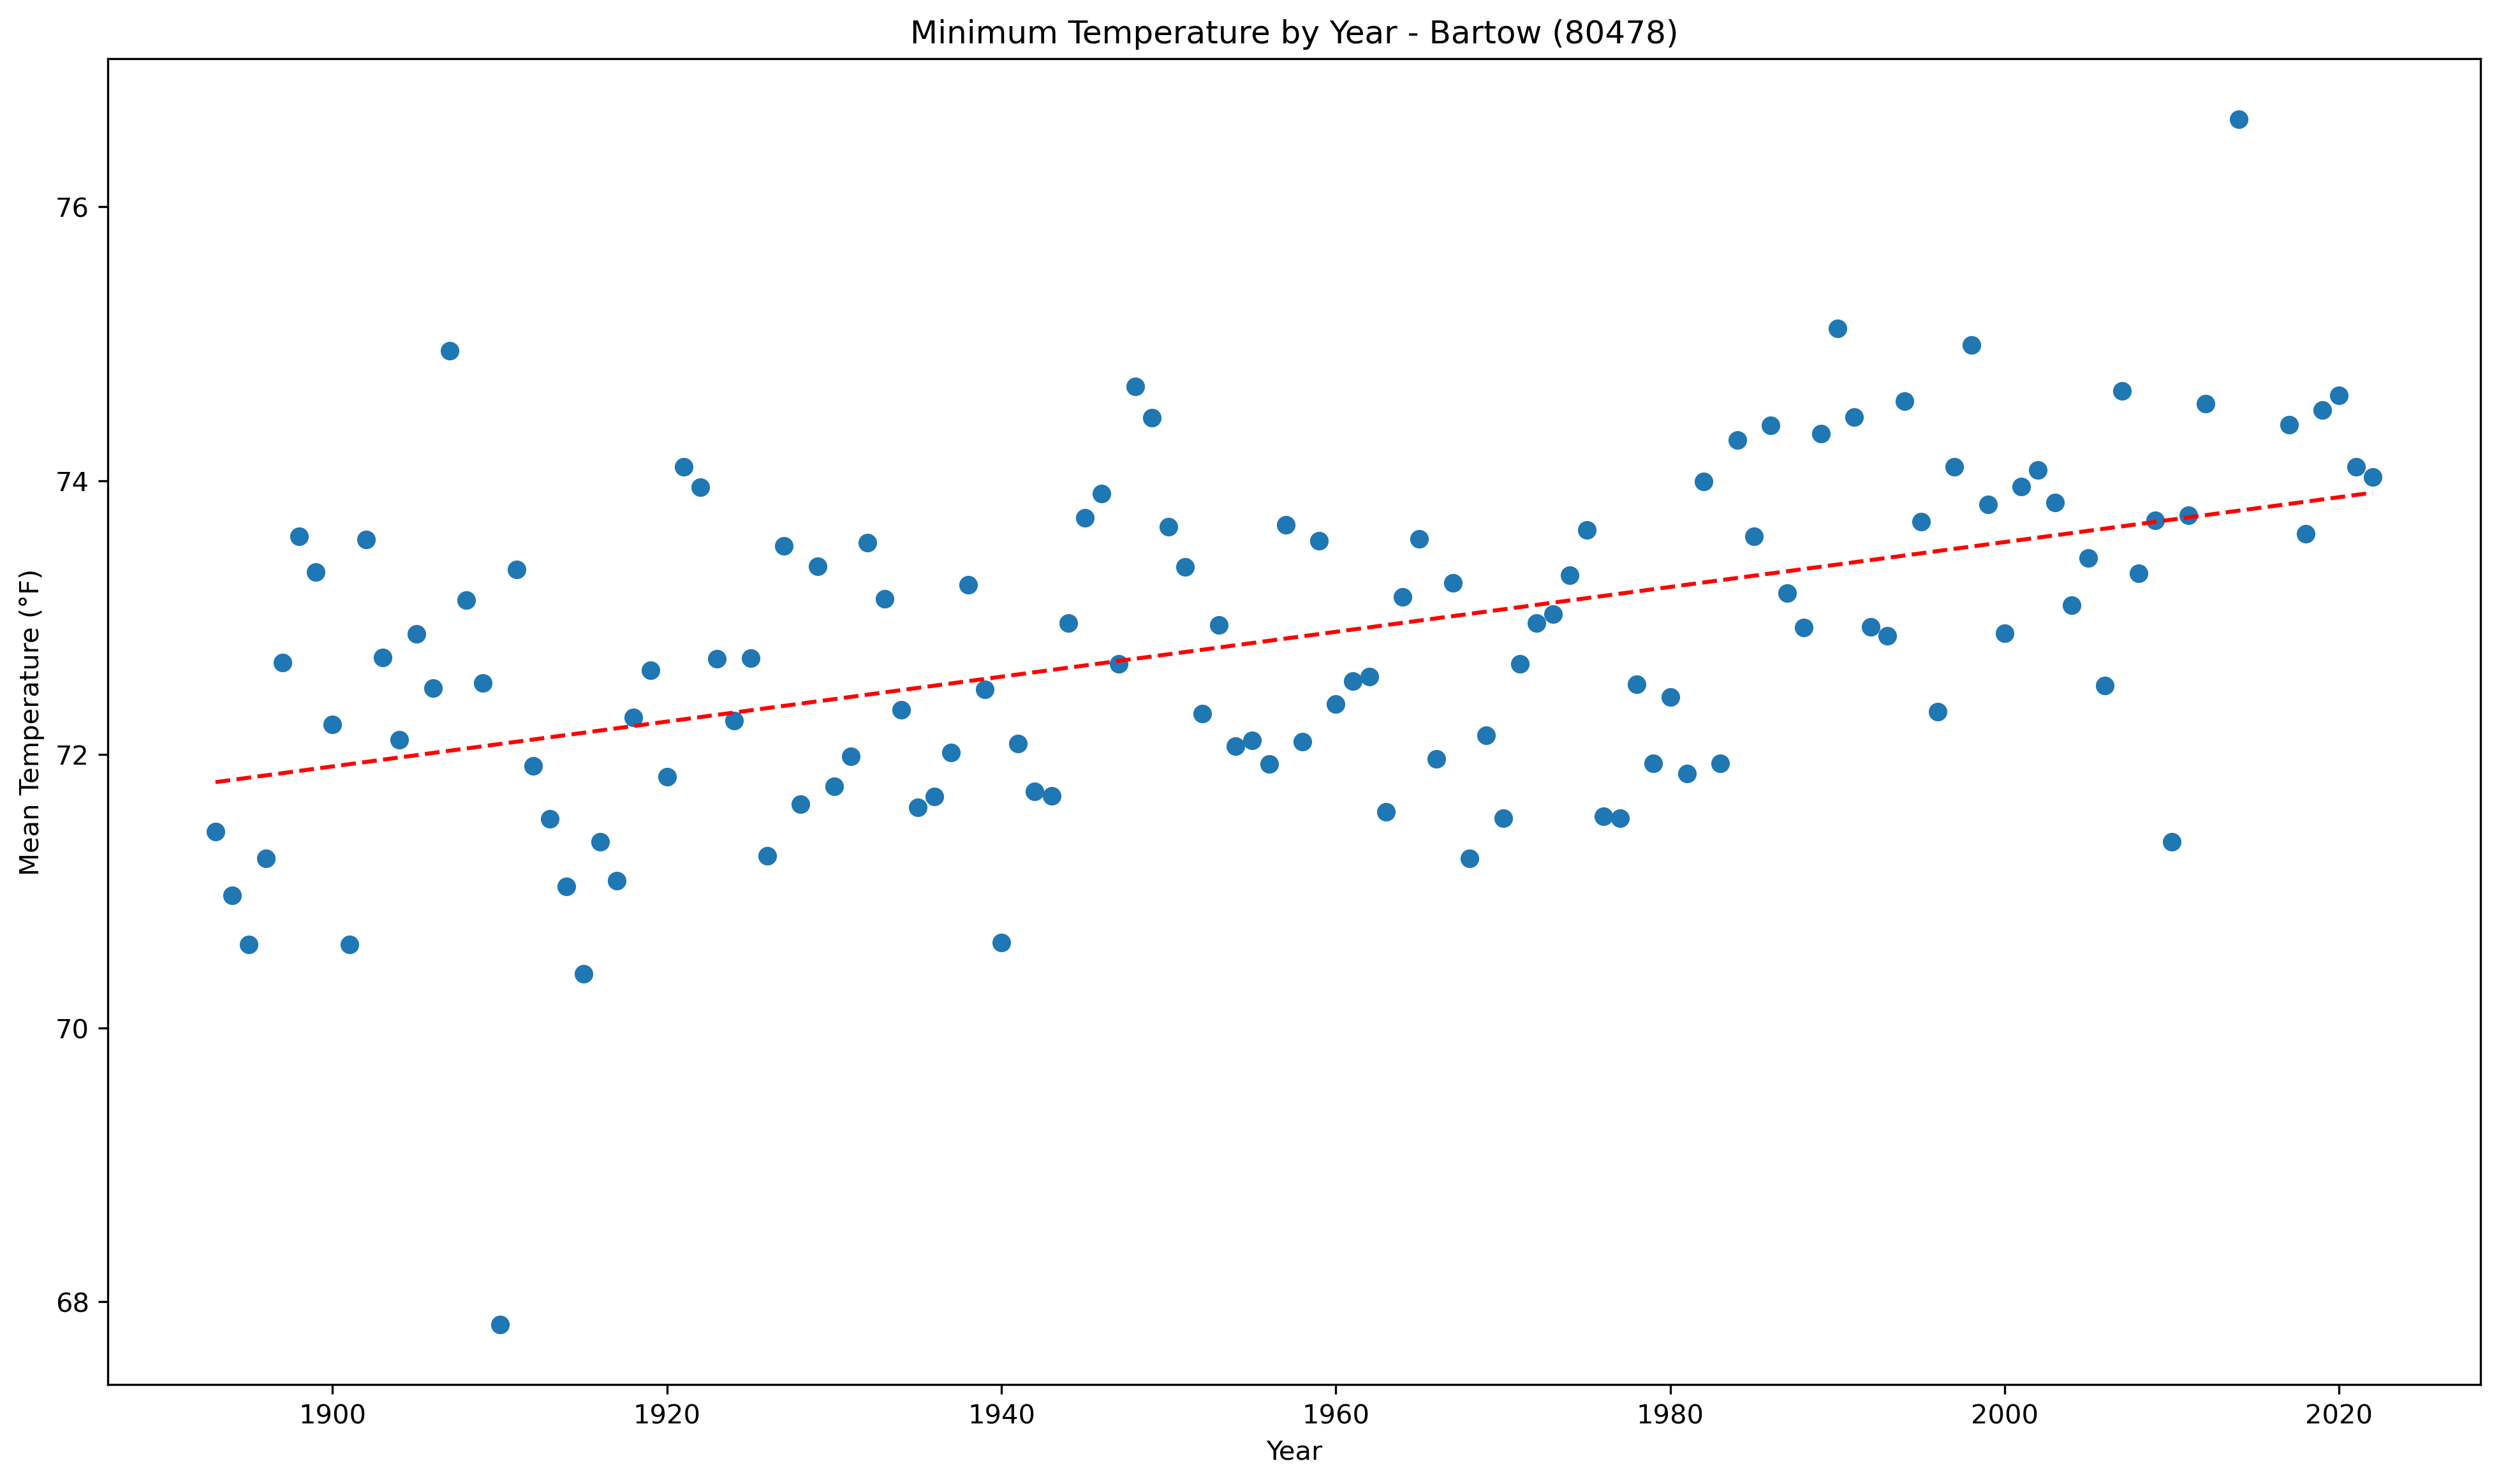 Minimum Temperature by Year - Bartow (80478)
Mean Temperature (°F)
76
74
72
70
68
1900 1920 1940 1960 1980 2000 2020
Year